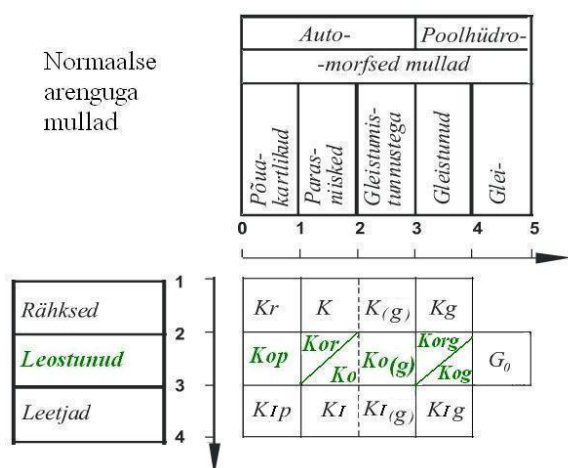 Normaalse
arenguga
mullad
Auto-
Poolhüdro-
-morfsed mullad
Põua-
kartlikud
Paras-
niisked
Gleistumis-
tunnustega
Gleistunud
Glei-
0 1 2 3 4 5
1
Rähksed
Kr K K(g) Kg
2
Leostunud
Kop Kor Ko Ko(g) Korg Kog G0
3
Leetjad
KIp KI KI(g) KIg
4